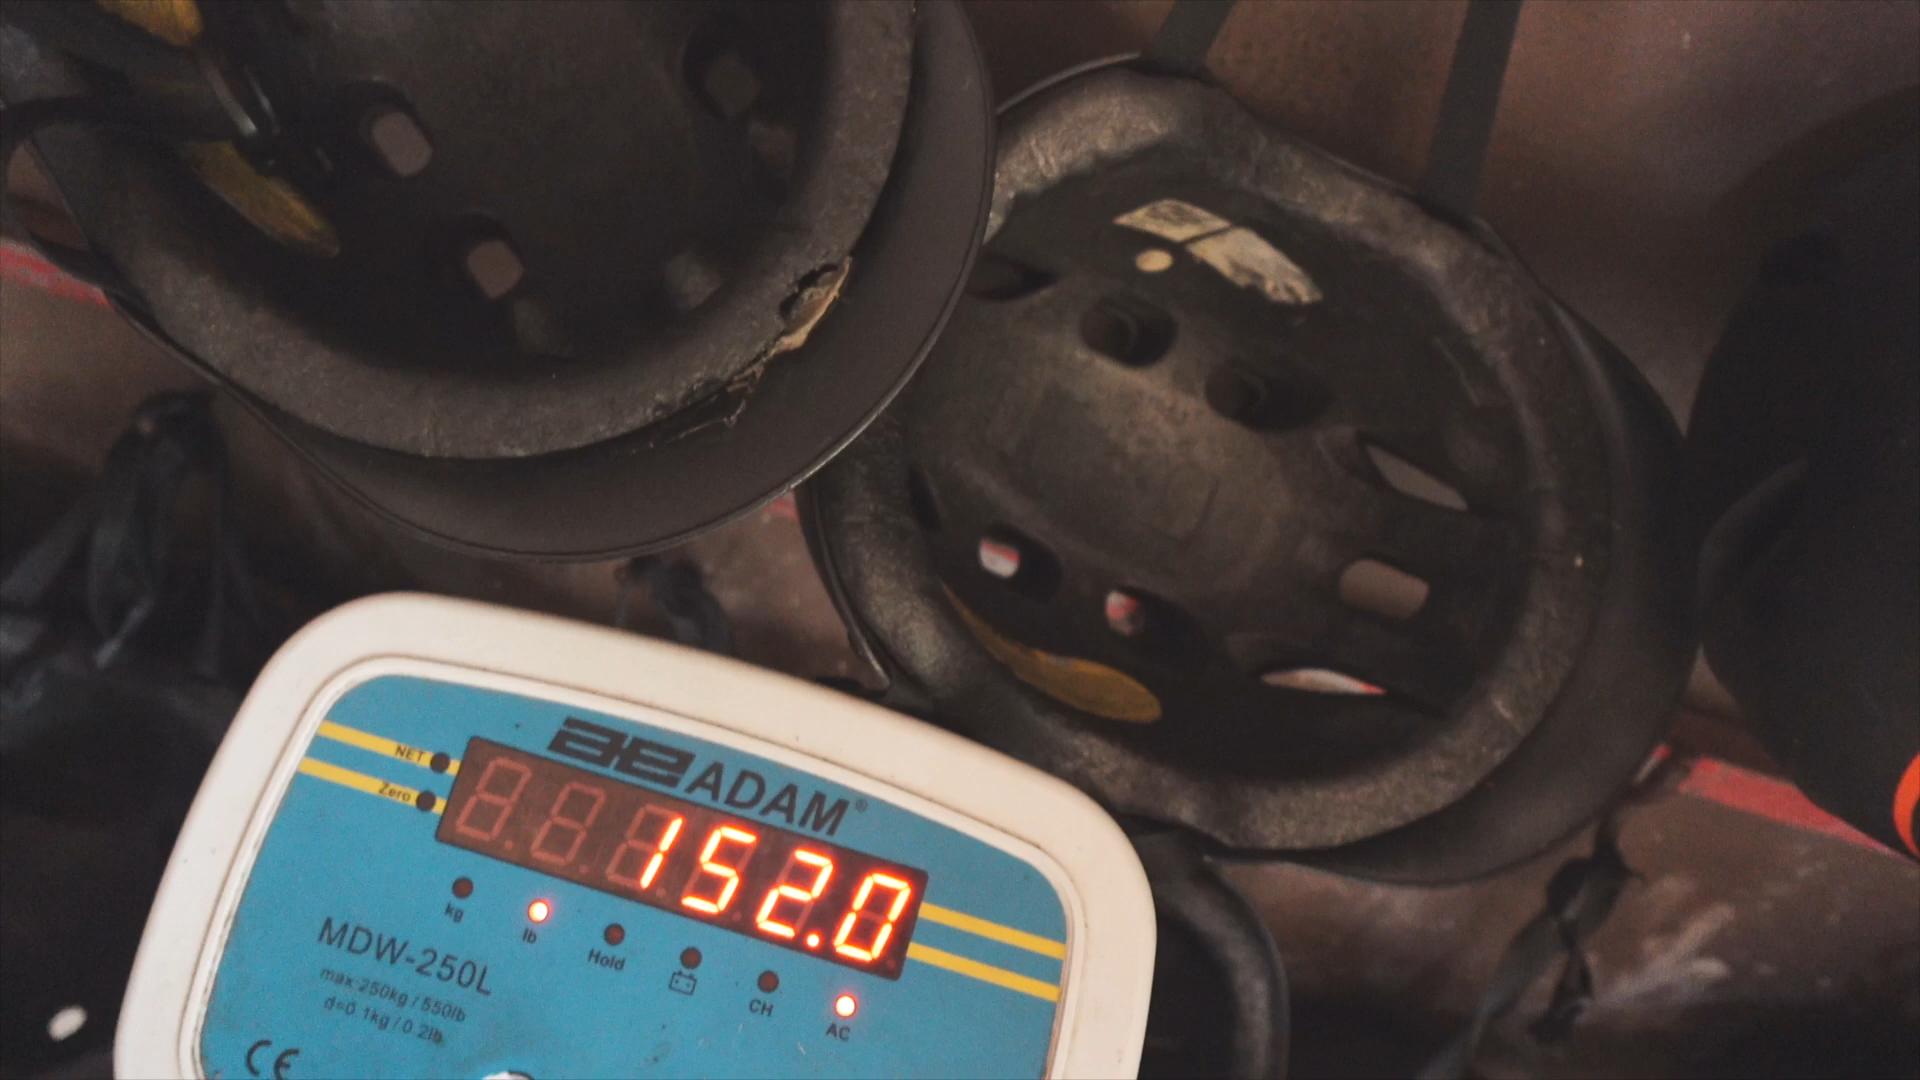 ae ADAM®
NET
Zero
152.0
kg
lb
Hold
CH
AC
MDW-250L
max:250kg / 550lb
d=0.1kg / 0.2lb
CE